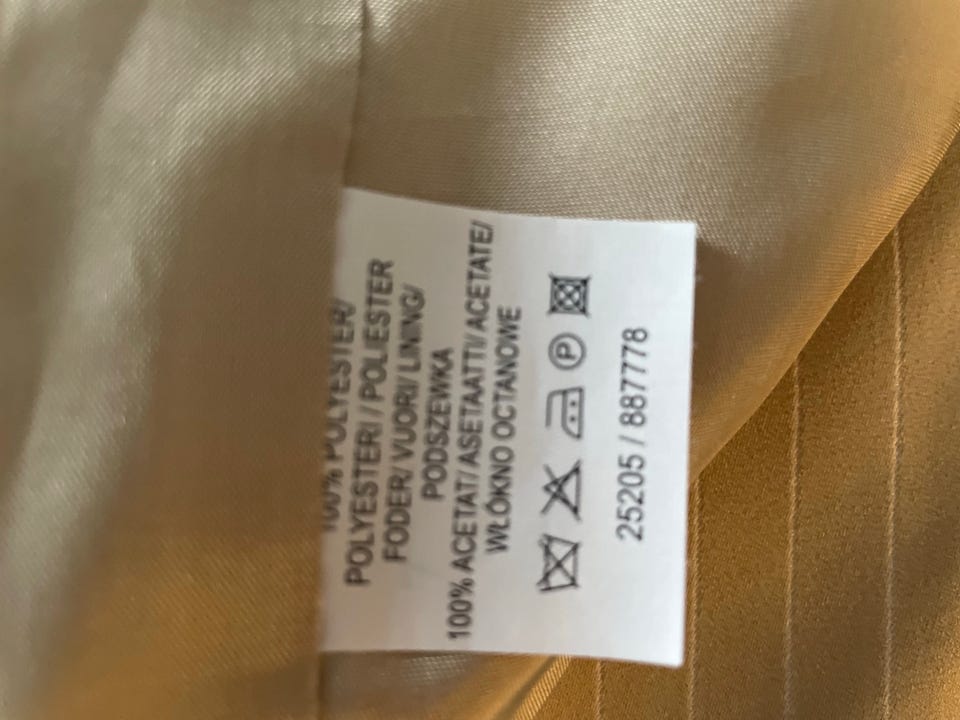 100% POLYESTER/
POLYESTERI / POLIESTER
FODER/ VUORI/ LINING/
PODSZEWKA
100% ACETAT/ ASETAATTI/ ACETATE/
WŁÓKNO OCTANOWE
P
25205 / 887778